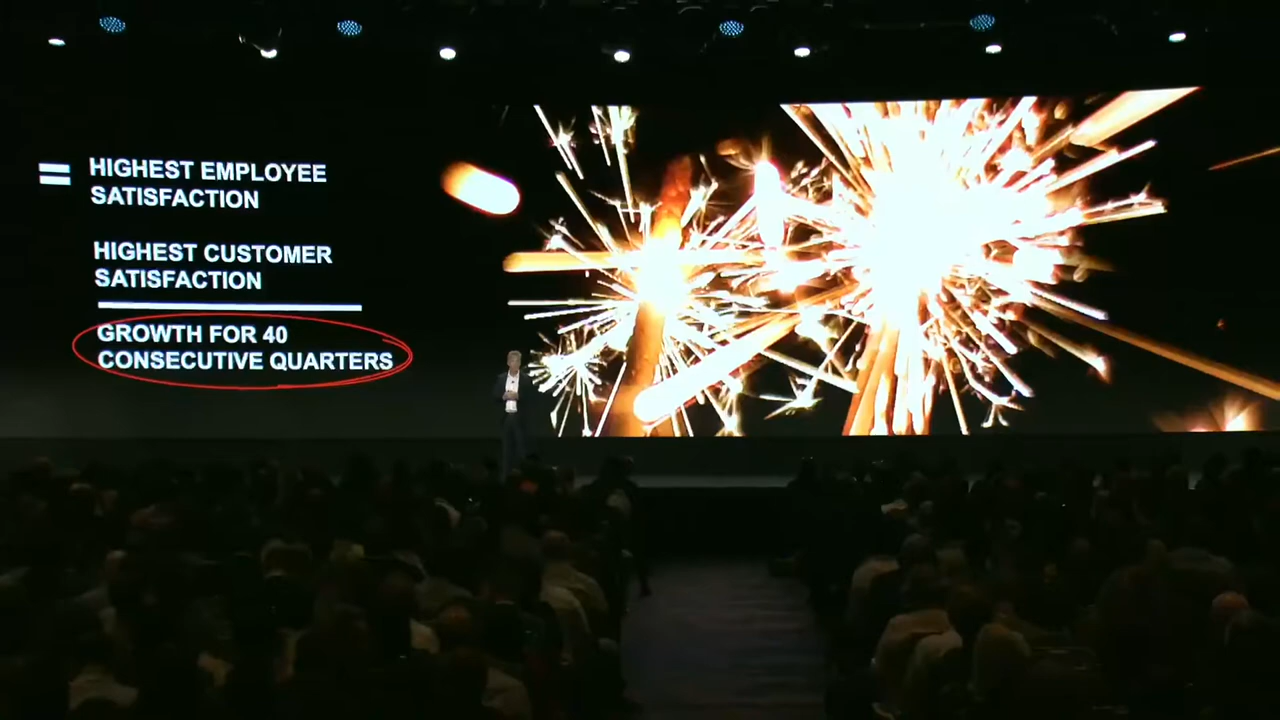 = HIGHEST EMPLOYEE
SATISFACTION
HIGHEST CUSTOMER
SATISFACTION
GROWTH FOR 40
CONSECUTIVE QUARTERS